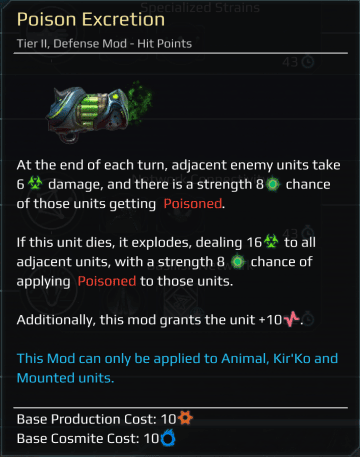 Specialized Strains
Poison Excretion
Tier II, Defense Mod - Hit Points
43
At the end of each turn, adjacent enemy units take
6 damage, and there is a strength 8 chance
of those units getting Poisoned.
If this unit dies, it explodes, dealing 16 to all
adjacent units, with a strength 8 chance of
applying Poisoned to those units.
Additionally, this mod grants the unit +10.
This Mod can only be applied to Animal, Kir'Ko and
Mounted units.
Base Production Cost: 10
Base Cosmite Cost: 10